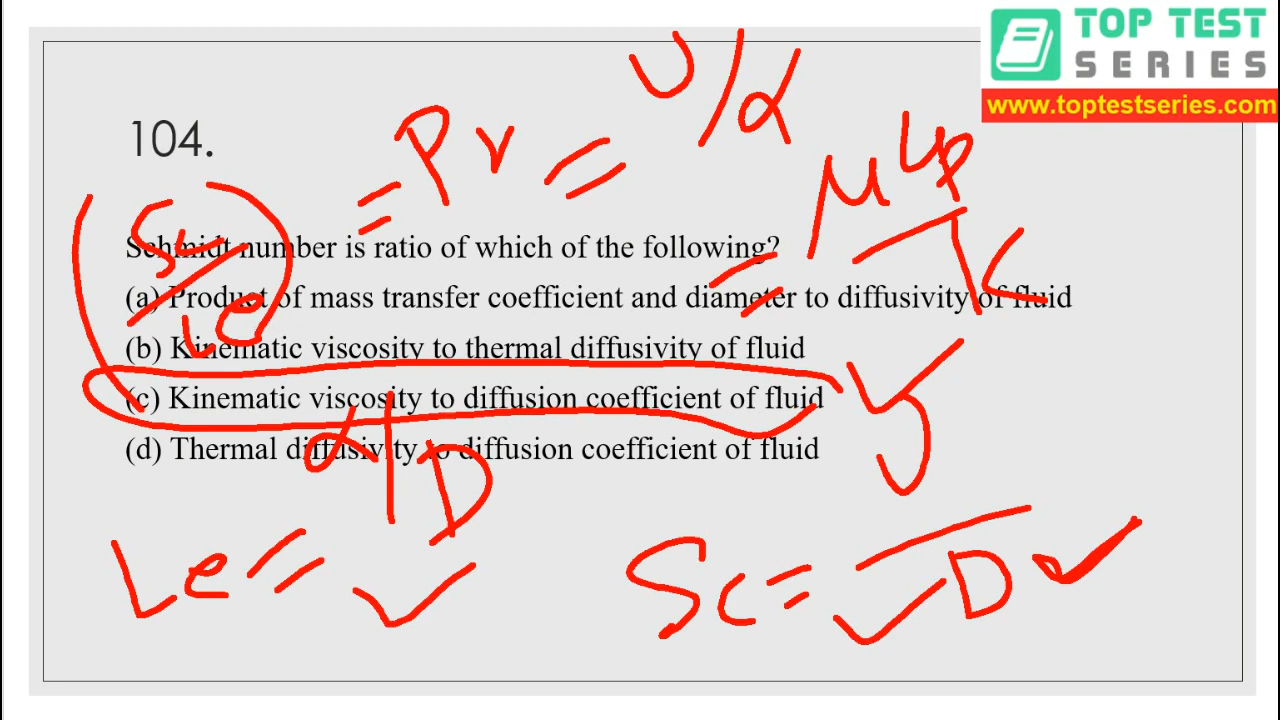 TOP TEST
SERIES
www.toptestseries.com
104.
Sc/Le = Pr = υ/α
= μCp/K
Schmidt number is ratio of which of the following?
(a) Product of mass transfer coefficient and diameter to diffusivity of fluid
(b) Kinematic viscosity to thermal diffusivity of fluid
(c) Kinematic viscosity to diffusion coefficient of fluid
(d) Thermal diffusivity to diffusion coefficient of fluid
Le = α/D
Sc = υ/D